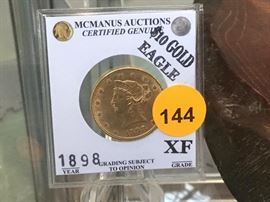 MCMANUS AUCTIONS
CERTIFIED GENUINE
$10 GOLD
EAGLE
144
1898
XF
YEAR
GRADING SUBJECT
TO OPINION
GRADE